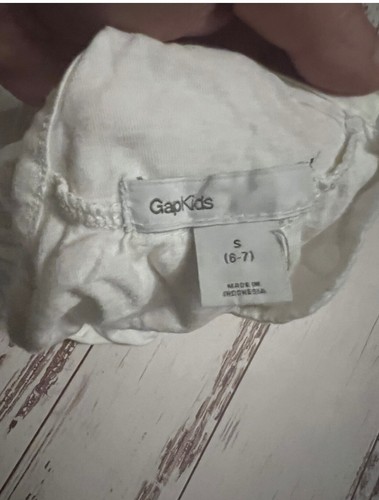 GapKids
S
(6-7)
MADE IN
INDONESIA